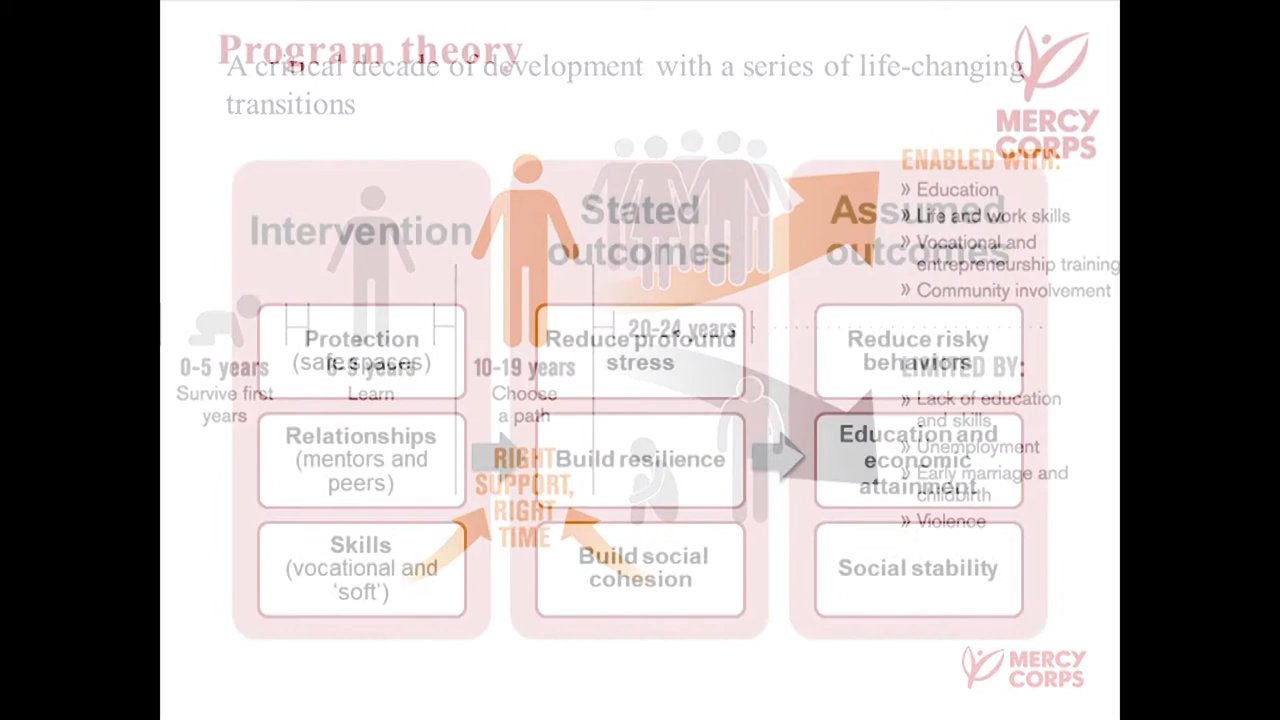 Program theory
A critical decade of development with a series of life-changing
transitions
MERCY
CORPS
Intervention
Protection
(safe spaces)
Relationships
(mentors and
peers)
Skills
(vocational and
‘soft’)
Stated
outcomes
Reduce profound
stress
Build resilience
Build social
cohesion
Assumed
outcomes
Reduce risky
behaviors
Education and
economic
attainment
Social stability
0-5 years
Survive first
years
Learn
10-19 years
Choose
a path
RIGHT
SUPPORT,
RIGHT
TIME
20-24 years
ENABLED WITH:
» Education
» Life and work skills
» Vocational and
entrepreneurship training
» Community involvement
LIMITED BY:
» Lack of education
and skills
» Unemployment
» Early marriage and
childbirth
» Violence
MERCY
CORPS